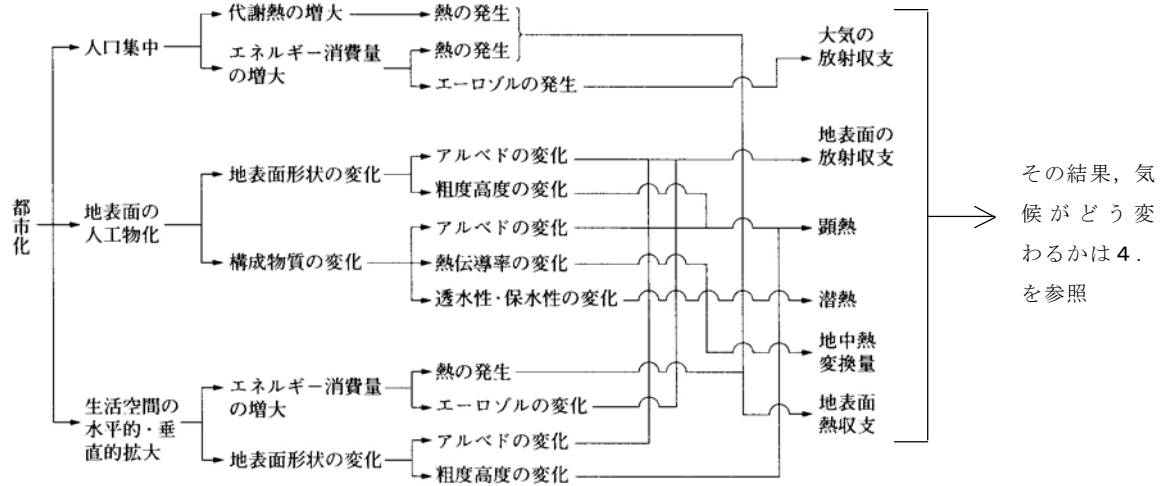 都市化
人口集中
代謝熱の増大
熱の発生
エネルギー消費量
の増大
熱の発生
エーロゾルの発生
地表面の
人工物化
地表面形状の変化
アルベドの変化
粗度高度の変化
構成物質の変化
アルベドの変化
熱伝導率の変化
透水性・保水性の変化
生活空間の
水平的・垂
直的拡大
エネルギー消費量
の増大
熱の発生
エーロゾルの変化
地表面形状の変化
アルベドの変化
粗度高度の変化
大気の
放射収支
地表面の
放射収支
顕熱
潜熱
地中熱
変換量
地表面
熱収支
その結果，気
候がどう変
わるかは4.
を参照